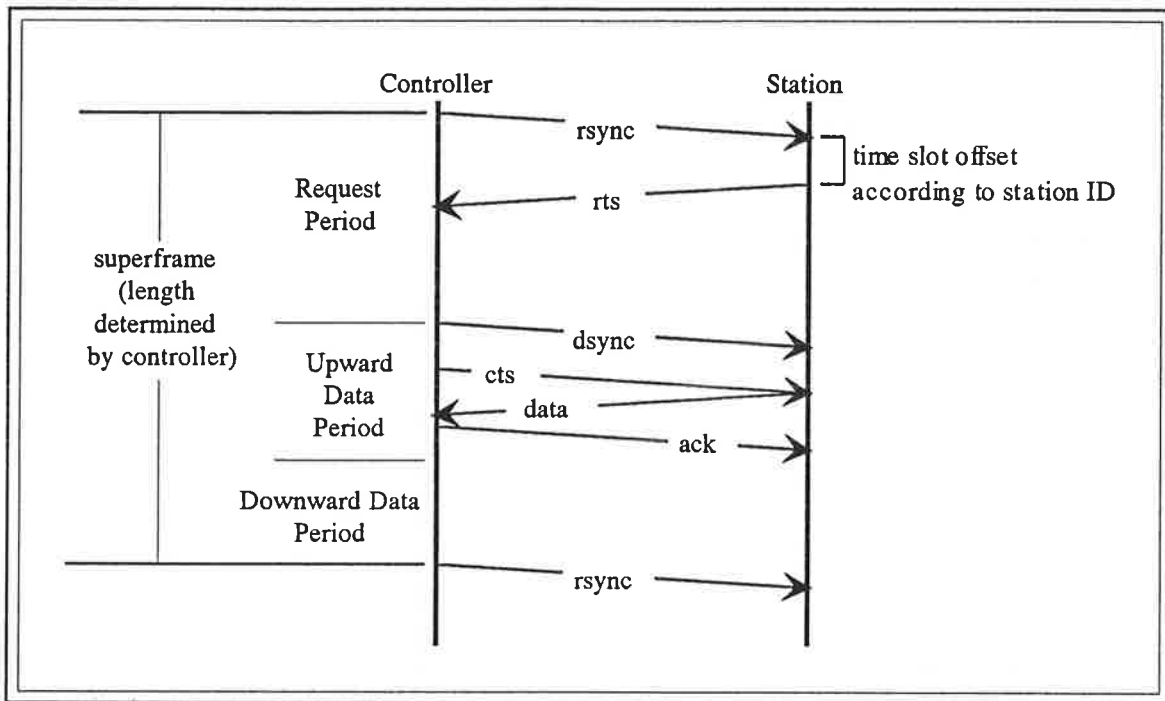 Controller
Station
rsync
time slot offset
according to station ID
Request
Period
rts
superframe
(length
determined
by controller)
dsync
Upward
Data
Period
cts
data
ack
Downward Data
Period
rsync